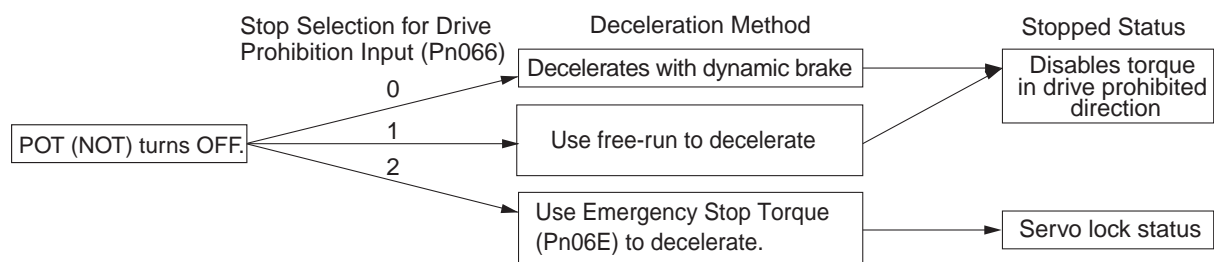 Stop Selection for Drive
Prohibition Input (Pn066)
Deceleration Method
Stopped Status
POT (NOT) turns OFF.
0
Decelerates with dynamic brake
Disables torque
in drive prohibited
direction
1
Use free-run to decelerate
2
Use Emergency Stop Torque
(Pn06E) to decelerate.
Servo lock status